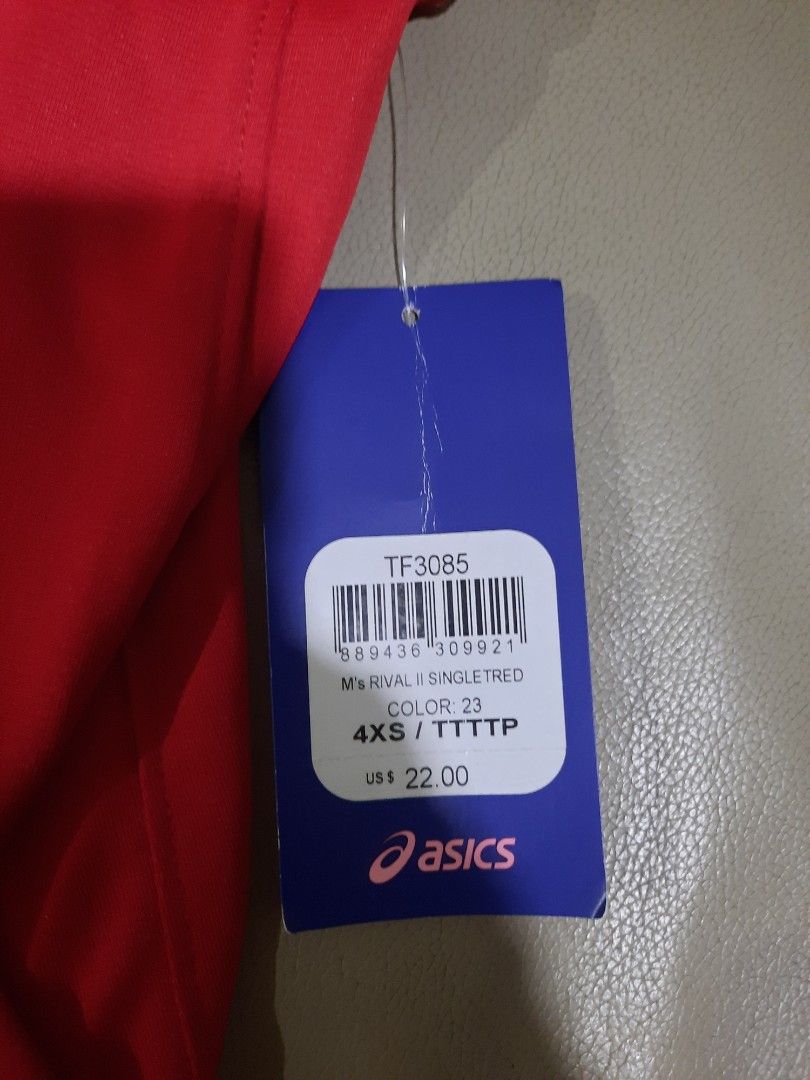 TF3085
889436 309921
M's RIVAL II SINGLETRED
COLOR: 23
4XS / TTTTP
US $ 22.00
asics